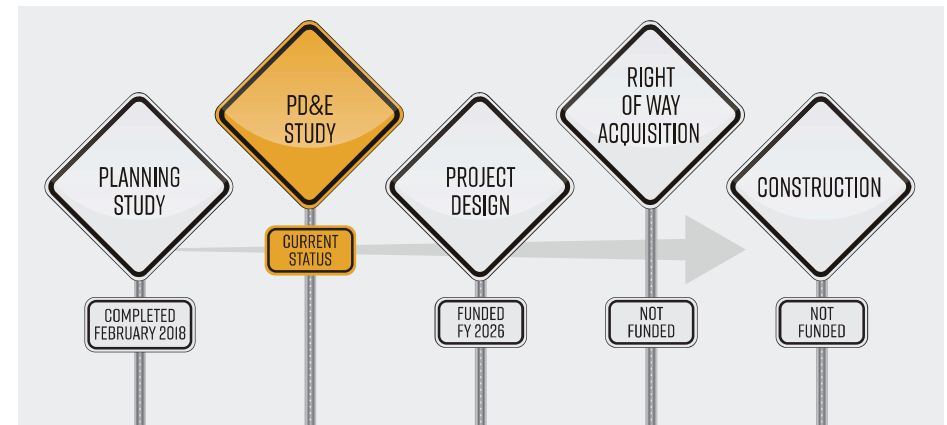 PLANNING
STUDY
COMPLETED
FEBRUARY 2018
PD&E
STUDY
CURRENT
STATUS
PROJECT
DESIGN
FUNDED
FY 2026
RIGHT
OF WAY
ACQUISITION
NOT
FUNDED
CONSTRUCTION
NOT
FUNDED